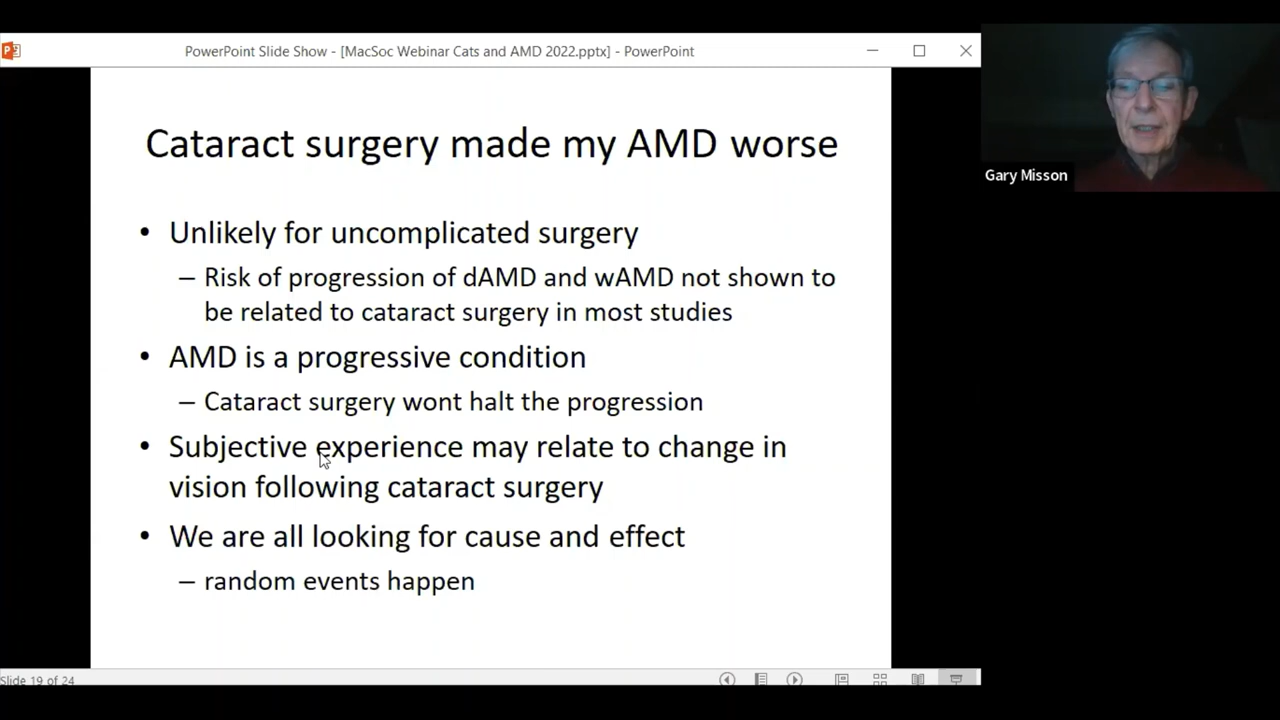 PowerPoint Slide Show - [MacSoc Webinar Cats and AMD 2022.pptx] - PowerPoint
Gary Misson
Cataract surgery made my AMD worse
• Unlikely for uncomplicated surgery
– Risk of progression of dAMD and wAMD not shown to
be related to cataract surgery in most studies
• AMD is a progressive condition
– Cataract surgery wont halt the progression
• Subjective experience may relate to change in
vision following cataract surgery
• We are all looking for cause and effect
– random events happen
Slide 19 of 24